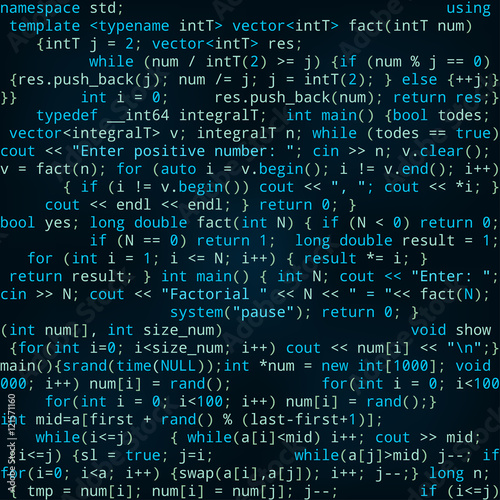 namespace std; using
template <typename intT> vector<intT> fact(intT num)
{intT j = 2; vector<intT> res;
while (num / intT(2) >= j) {if (num % j == 0)
{res.push_back(j); num /= j; j = intT(2); } else {++j;}
}} int i = 0; res.push_back(num); return res;}
typedef __int64 integralT; int main() {bool todes;
vector<integralT> v; integralT n; while (todes == true)
cout << "Enter positive number: "; cin >> n; v.clear();
v = fact(n); for (auto i = v.begin(); i != v.end(); i++)
{ if (i != v.begin()) cout << ", "; cout << *i; }
cout << endl << endl; } return 0; }
bool yes; long double fact(int N) { if (N < 0) return 0;
if (N == 0) return 1; long double result = 1;
for (int i = 1; i <= N; i++) { result *= i; }
return result; } int main() { int N; cout << "Enter: ";
cin >> N; cout << "Factorial " << N << " = "<< fact(N);
system("pause"); return 0; }
(int num[], int size_num) void show
{for(int i=0; i<size_num; i++) cout << num[i] << "\n";}
main(){srand(time(NULL));int *num = new int[1000]; void
000; i++) num[i] = rand(); for(int i = 0; i<100
for(int i = 0; i<100; i++) num[i] = rand();}
int mid=a[first + rand() % (last-first+1)];
while(i<=j) { while(a[i]<mid) i++; cout >> mid;
(i<=j) {sl = true; j=i; while(a[j]>mid) j--; if
for(i=0; i<a; i++) {swap(a[i],a[j]); i++; j--;} long n;
tmp = num[i]; num[i] = num[j]; j--; if (i<=j)
Adobe Stock
Adobe Stock | #121571160